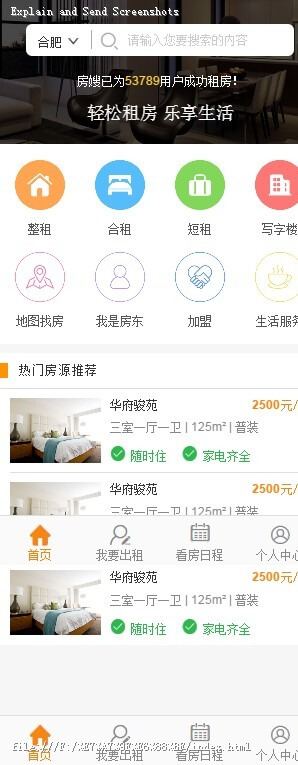 Explain and Send Screenshots
合肥
请输入您要搜索的内容
房嫂已为53789用户成功租房!
轻松租房 乐享生活
整租 合租 短租 写字楼
地图找房 我是房东 加盟 生活服务
热门房源推荐
华府骏苑 2500元/
三室一厅一卫 | 125m² | 普装
随时住 家电齐全
华府骏苑 2500元/
三室一厅一卫 | 125m² | 普装
首页 我要出租 看房日程 个人中心
华府骏苑 2500元/
三室一厅一卫 | 125m² | 普装
随时住 家电齐全
首页 我要出租 看房日程 个人中心